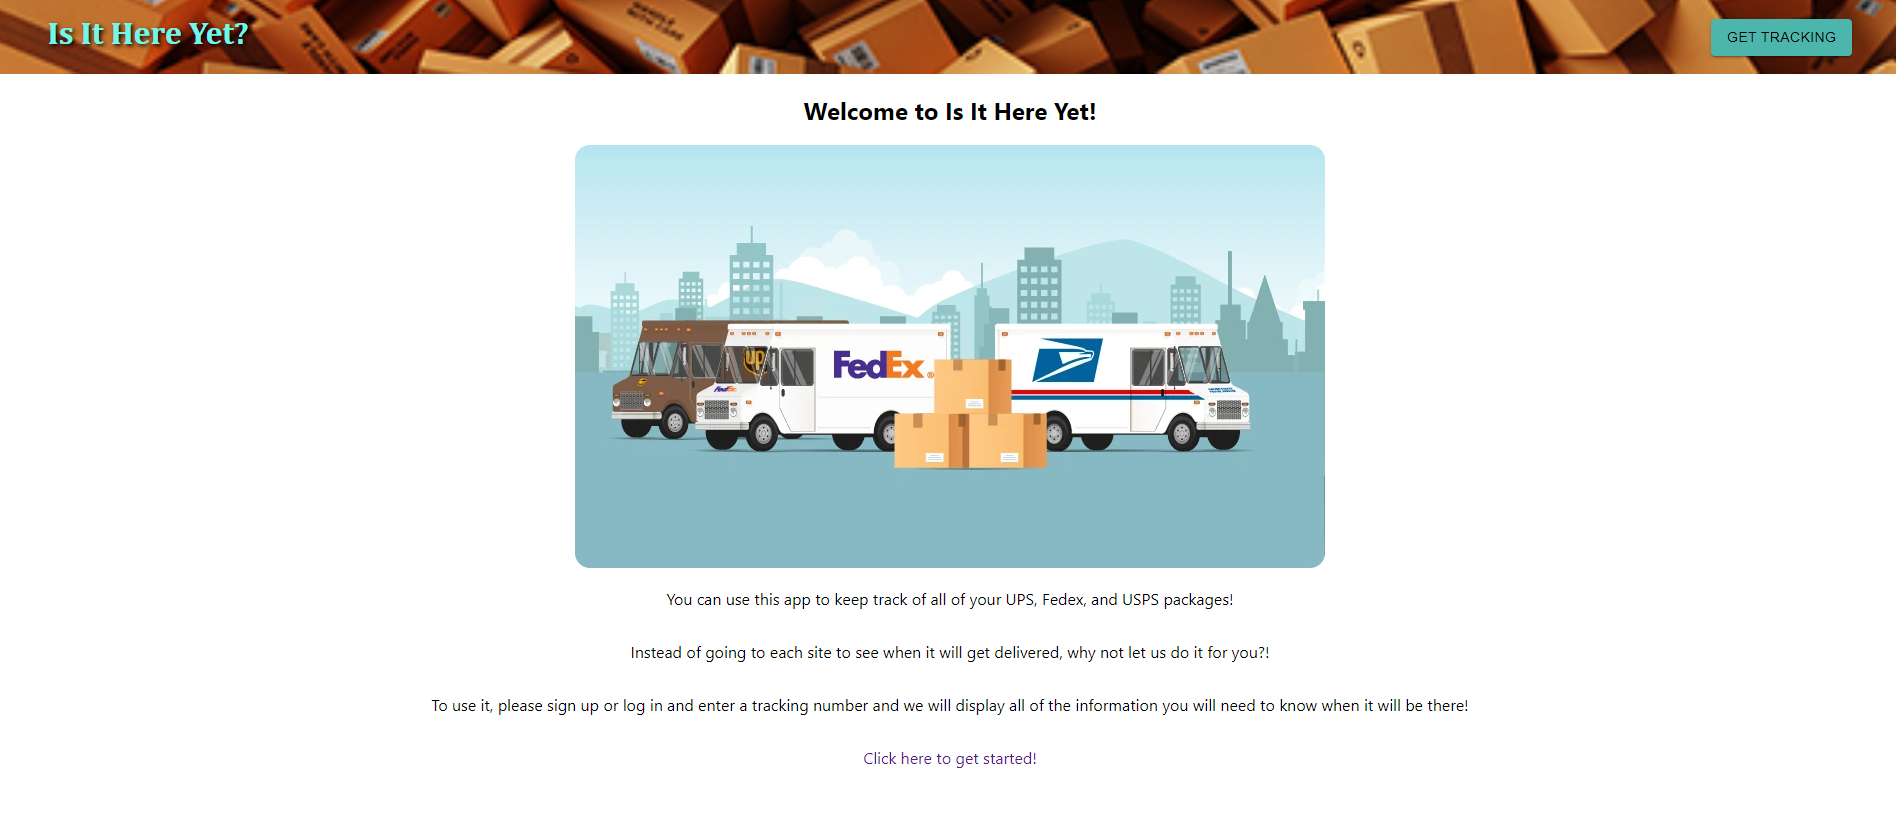 Is It Here Yet?
GET TRACKING
Welcome to Is It Here Yet!
ups
FedEx®
FedEx
You can use this app to keep track of all of your UPS, Fedex, and USPS packages!
Instead of going to each site to see when it will get delivered, why not let us do it for you?!
To use it, please sign up or log in and enter a tracking number and we will display all of the information you will need to know when it will be there!
Click here to get started!